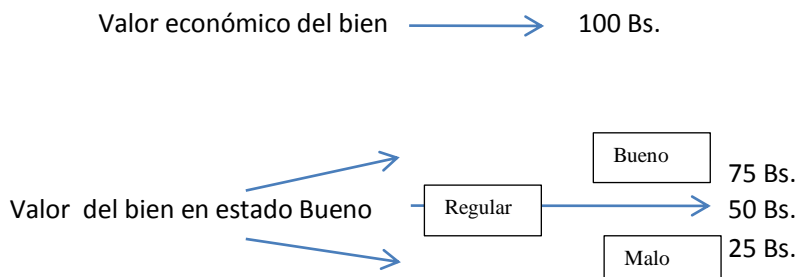 Valor económico del bien 100 Bs.
Bueno
75 Bs.
Valor del bien en estado Bueno Regular 50 Bs.
Malo 25 Bs.